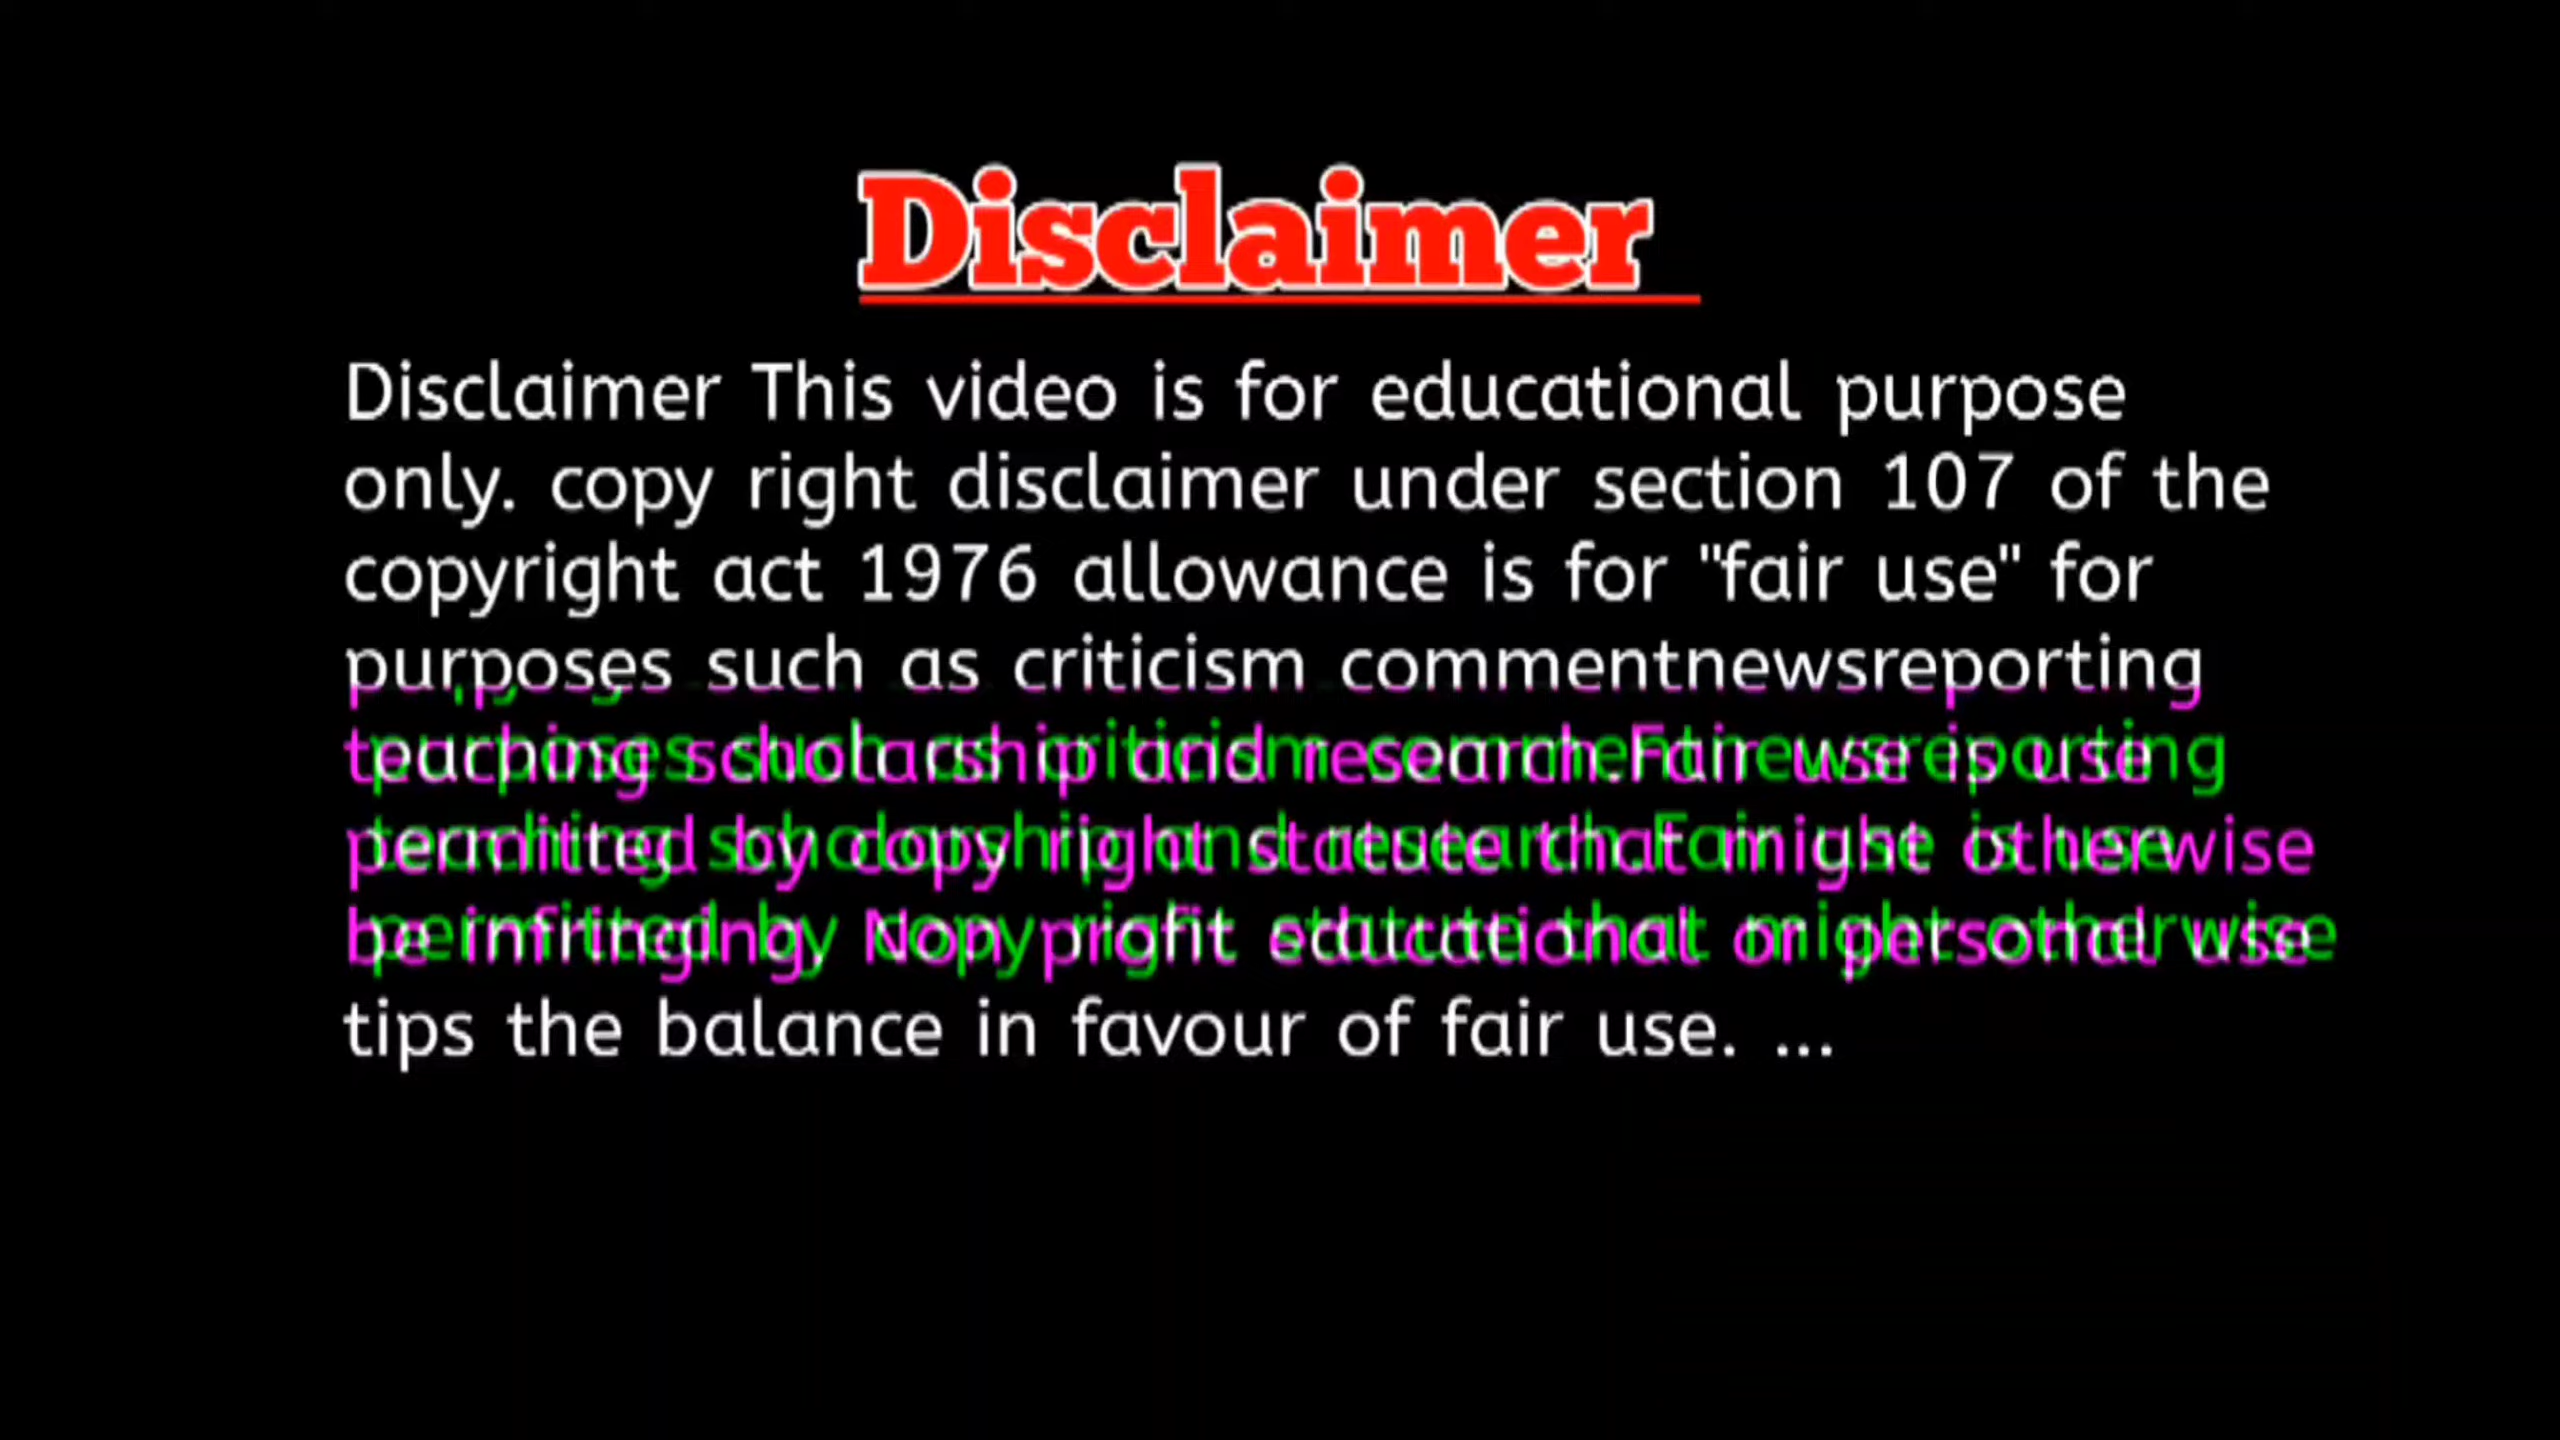 Disclaimer
Disclaimer This video is for educational purpose
only. copy right disclaimer under section 107 of the
copyright act 1976 allowance is for "fair use" for
purposes such as criticism commentnewsreporting
teaching scholarship and research.Fair use is use
permitted by copy right statute that might otherwise
be infringing, Non profit educational or personal use
tips the balance in favour of fair use. ...